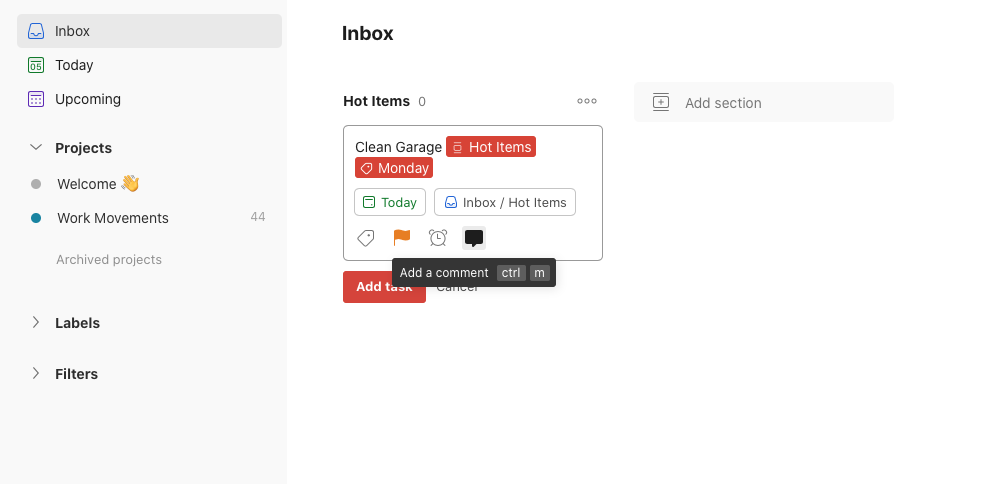 Inbox
05
Today
Upcoming
Projects
Welcome 👋
Work Movements 44
Archived projects
Labels
Filters
Inbox
Hot Items 0
Clean Garage Hot Items
Monday
Today Inbox / Hot Items
Add a comment ctrl m
Add task Cancel
Add section